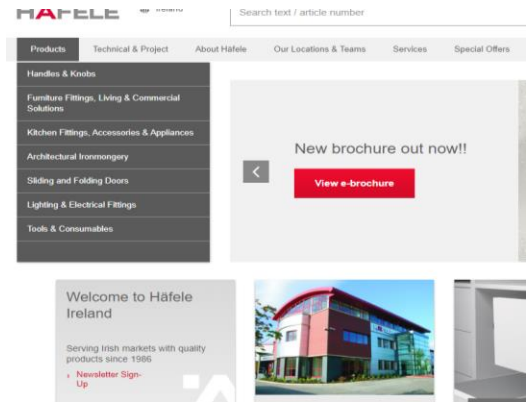 HÄFELE Ireland Search text / article number
Products Technical & Project About Häfele Our Locations & Teams Services Special Offers
Handles & Knobs
Furniture Fittings, Living & Commercial
Solutions
Kitchen Fittings, Accessories & Appliances
Architectural Ironmongery
Sliding and Folding Doors
Lighting & Electrical Fittings
Tools & Consumables
New brochure out now!!
View e-brochure
Welcome to Häfele
Ireland
Serving Irish markets with quality
products since 1986
Newsletter Sign-
Up